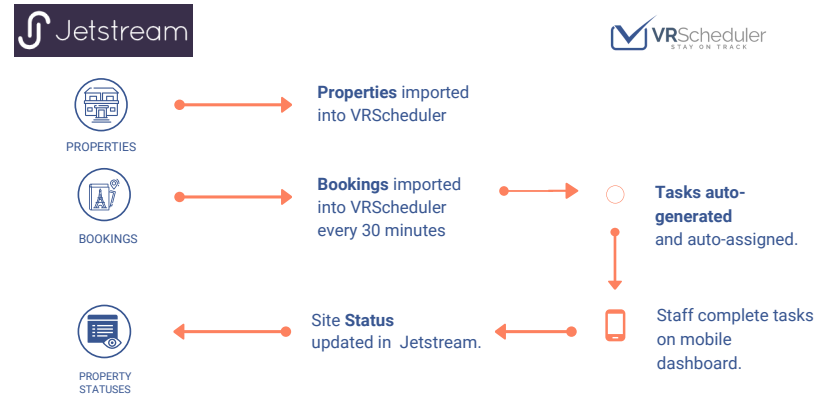 Jetstream
VRScheduler
STAY ON TRACK
Properties imported
into VRScheduler
PROPERTIES
Bookings imported
into VRScheduler
every 30 minutes
Tasks auto-
generated
and auto-assigned.
BOOKINGS
Site Status
updated in Jetstream.
Staff complete tasks
on mobile
dashboard.
PROPERTY
STATUSES